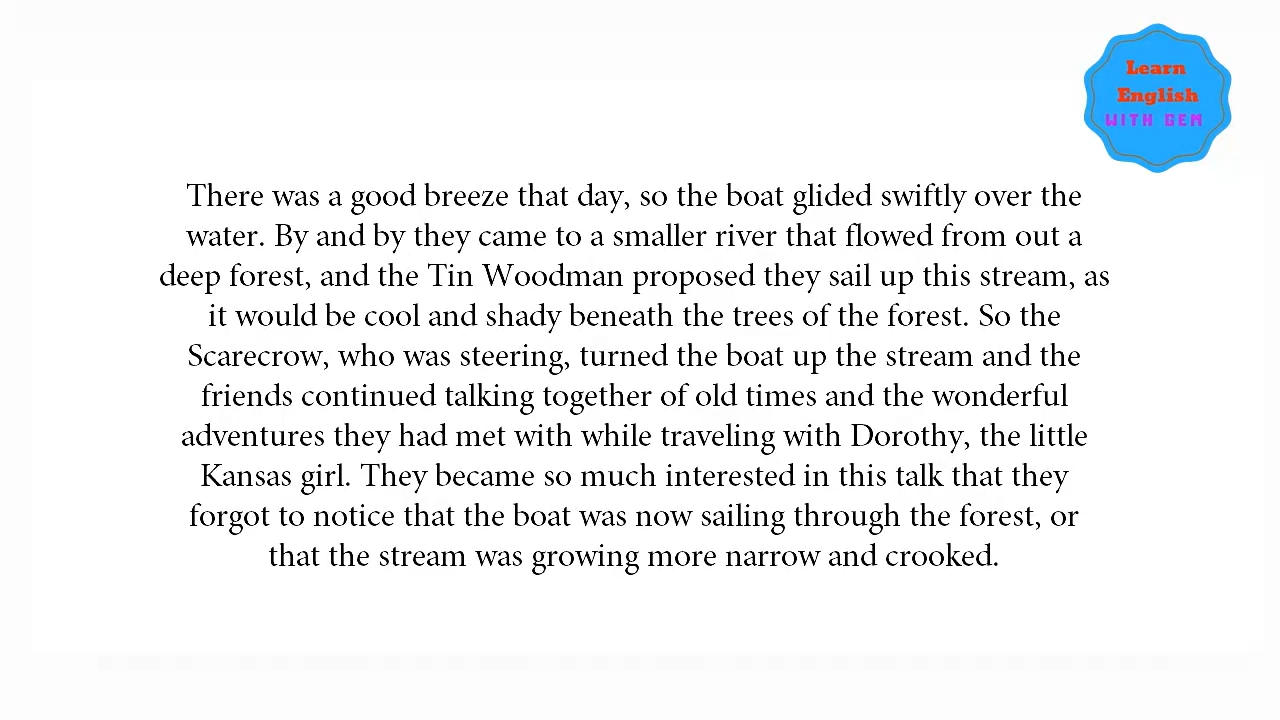 Learn
English
WITH GEM
There was a good breeze that day, so the boat glided swiftly over the
water. By and by they came to a smaller river that flowed from out a
deep forest, and the Tin Woodman proposed they sail up this stream, as
it would be cool and shady beneath the trees of the forest. So the
Scarecrow, who was steering, turned the boat up the stream and the
friends continued talking together of old times and the wonderful
adventures they had met with while traveling with Dorothy, the little
Kansas girl. They became so much interested in this talk that they
forgot to notice that the boat was now sailing through the forest, or
that the stream was growing more narrow and crooked.